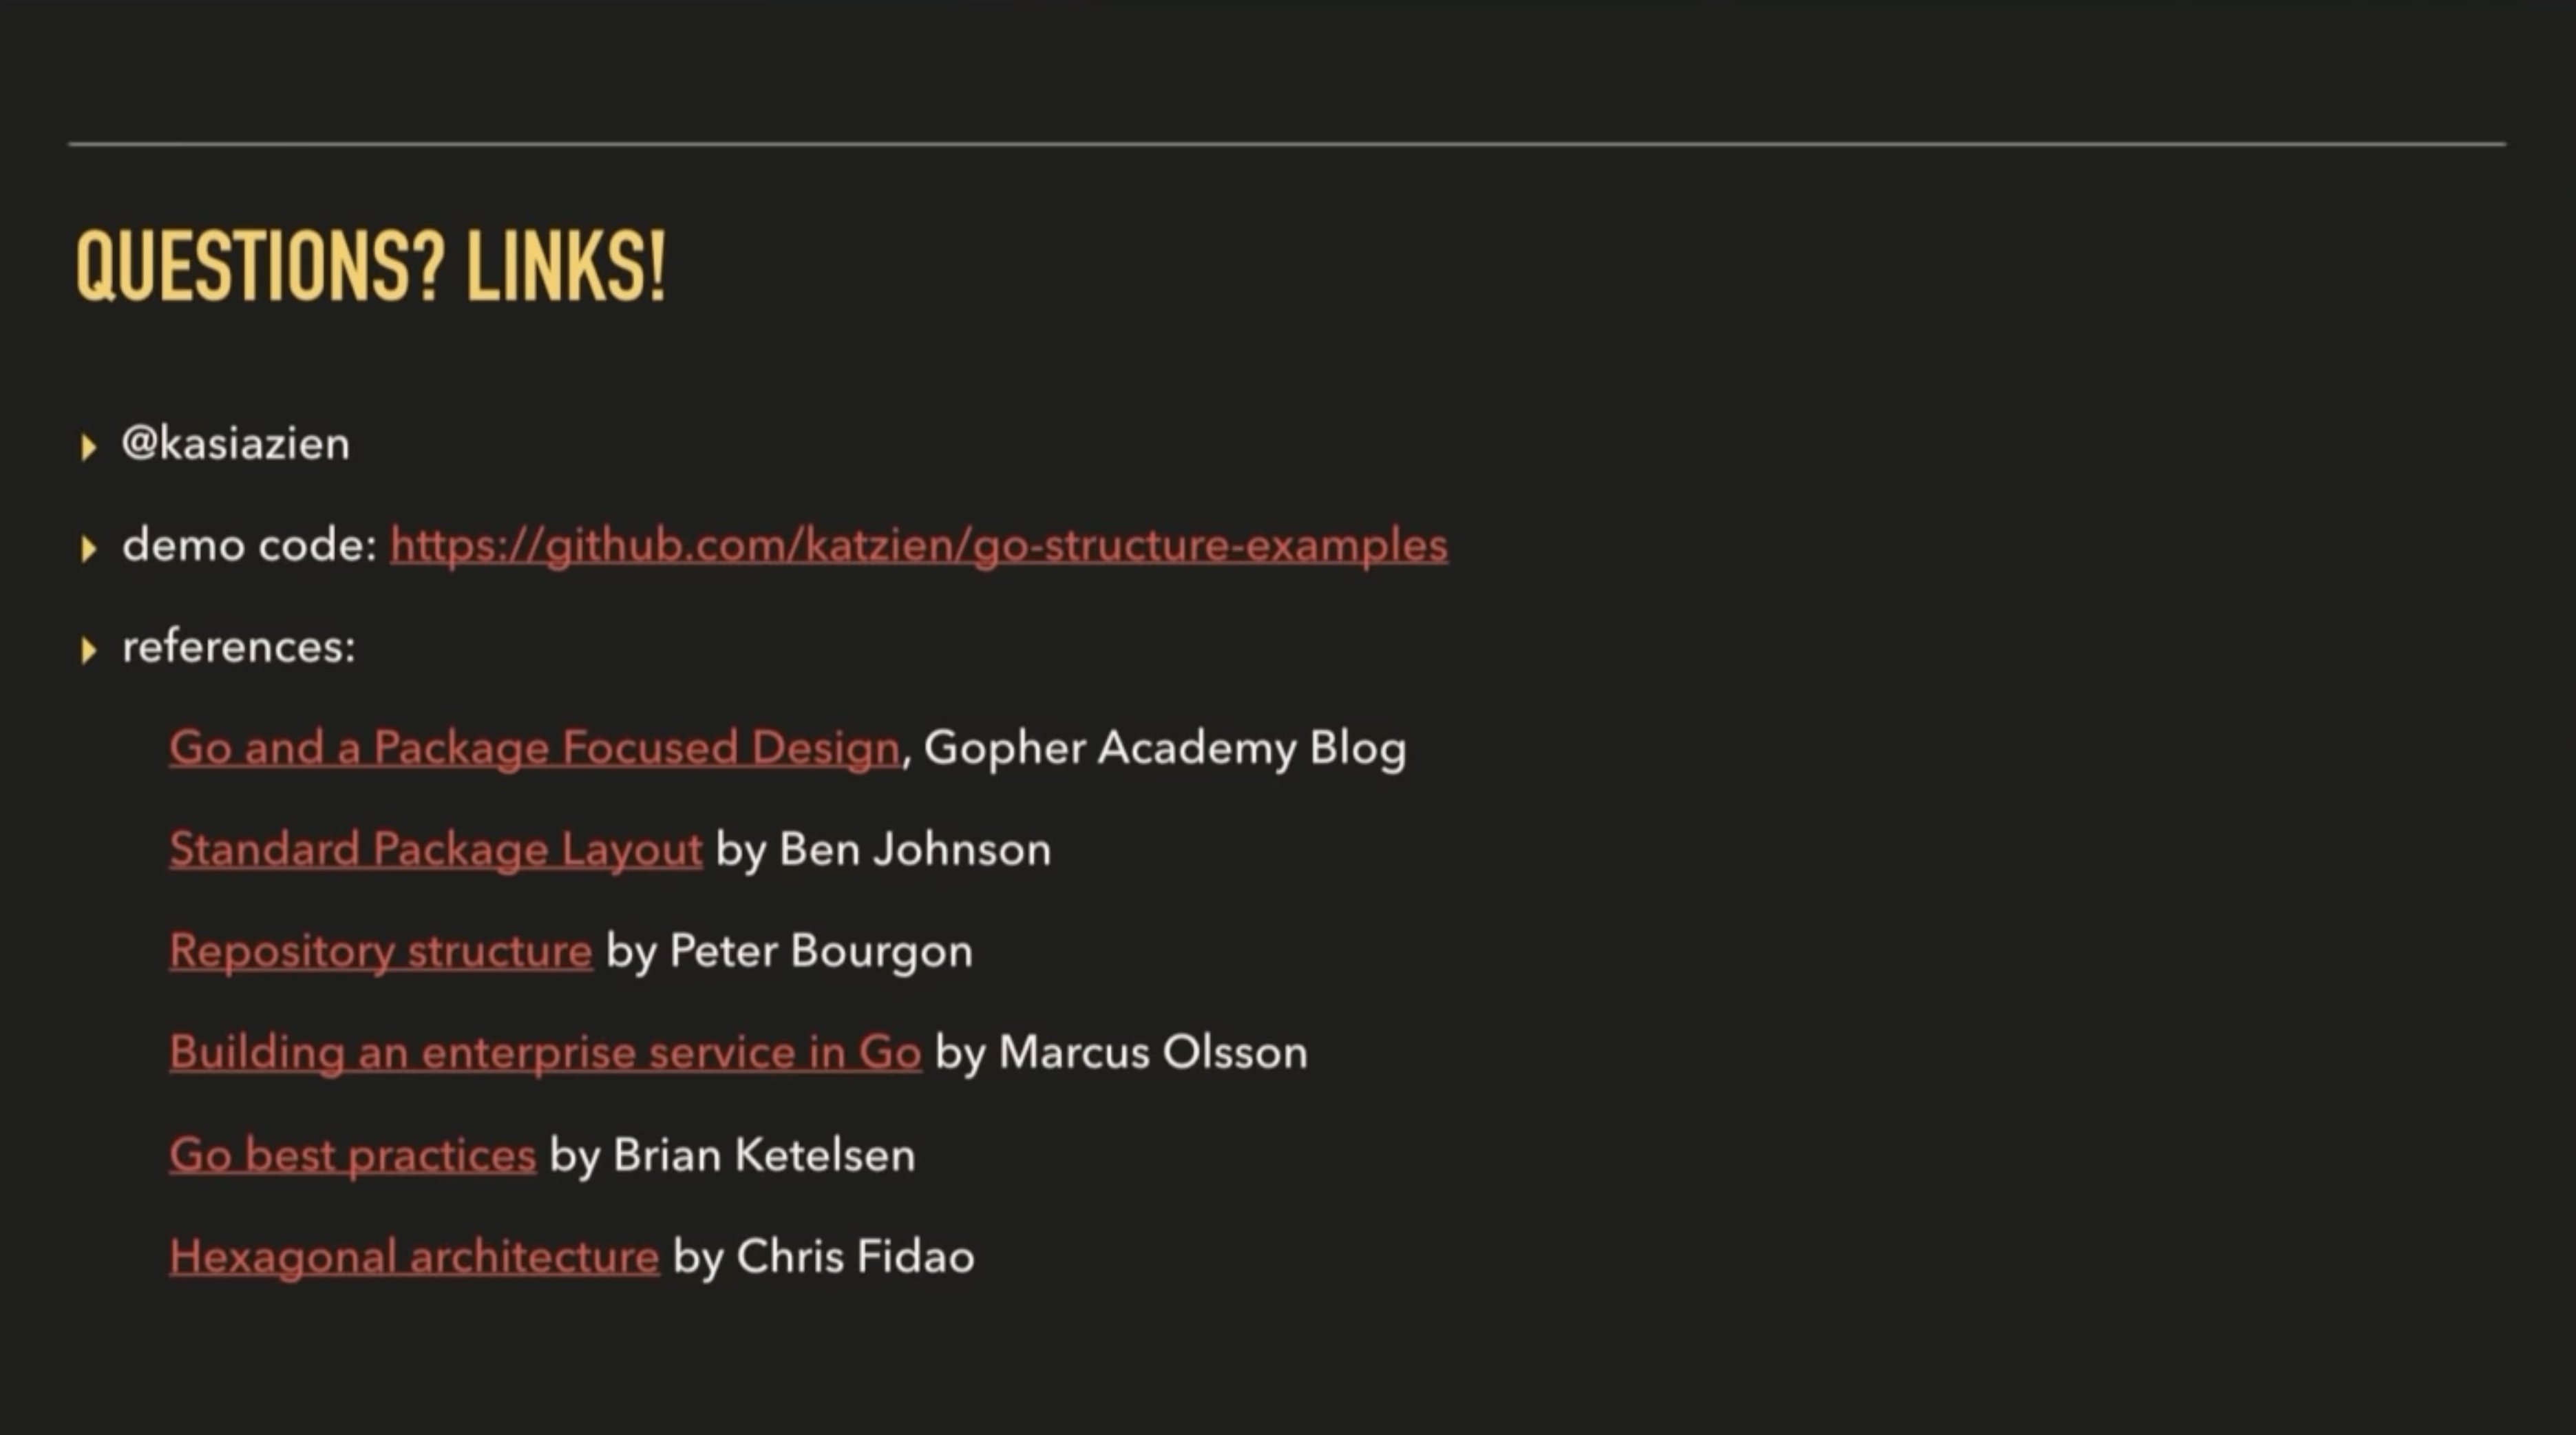 QUESTIONS? LINKS!
@kasiazien
demo code: https://github.com/katzien/go-structure-examples
references:
Go and a Package Focused Design, Gopher Academy Blog
Standard Package Layout by Ben Johnson
Repository structure by Peter Bourgon
Building an enterprise service in Go by Marcus Olsson
Go best practices by Brian Ketelsen
Hexagonal architecture by Chris Fidao